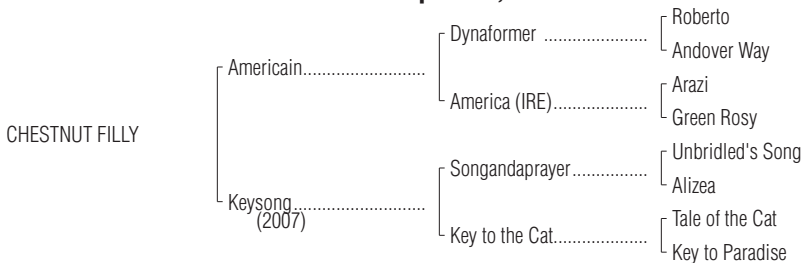 Roberto
Dynaformer ......................
Andover Way
Americain..........................
Arazi
America (IRE)....................
Green Rosy
CHESTNUT FILLY
Unbridled's Song
Songandaprayer................
Alizea
Keysong............................
(2007)
Tale of the Cat
Key to the Cat....................
Key to Paradise